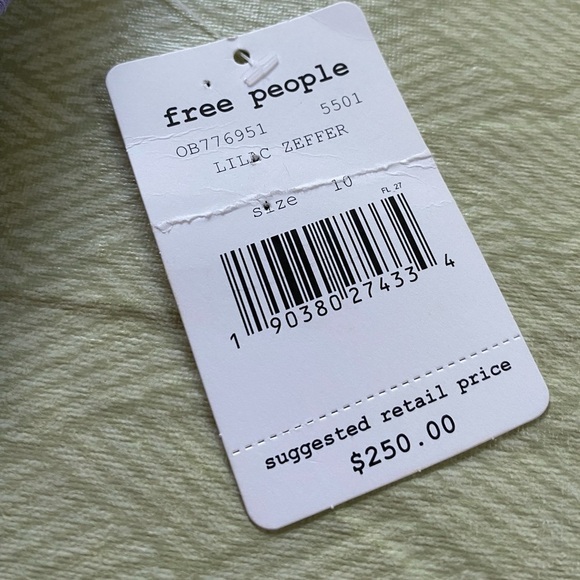 free people
OB776951 5501
LILAC ZEFFER
size 10 FL 27
1 90380 27433 4
suggested retail price
$250.00